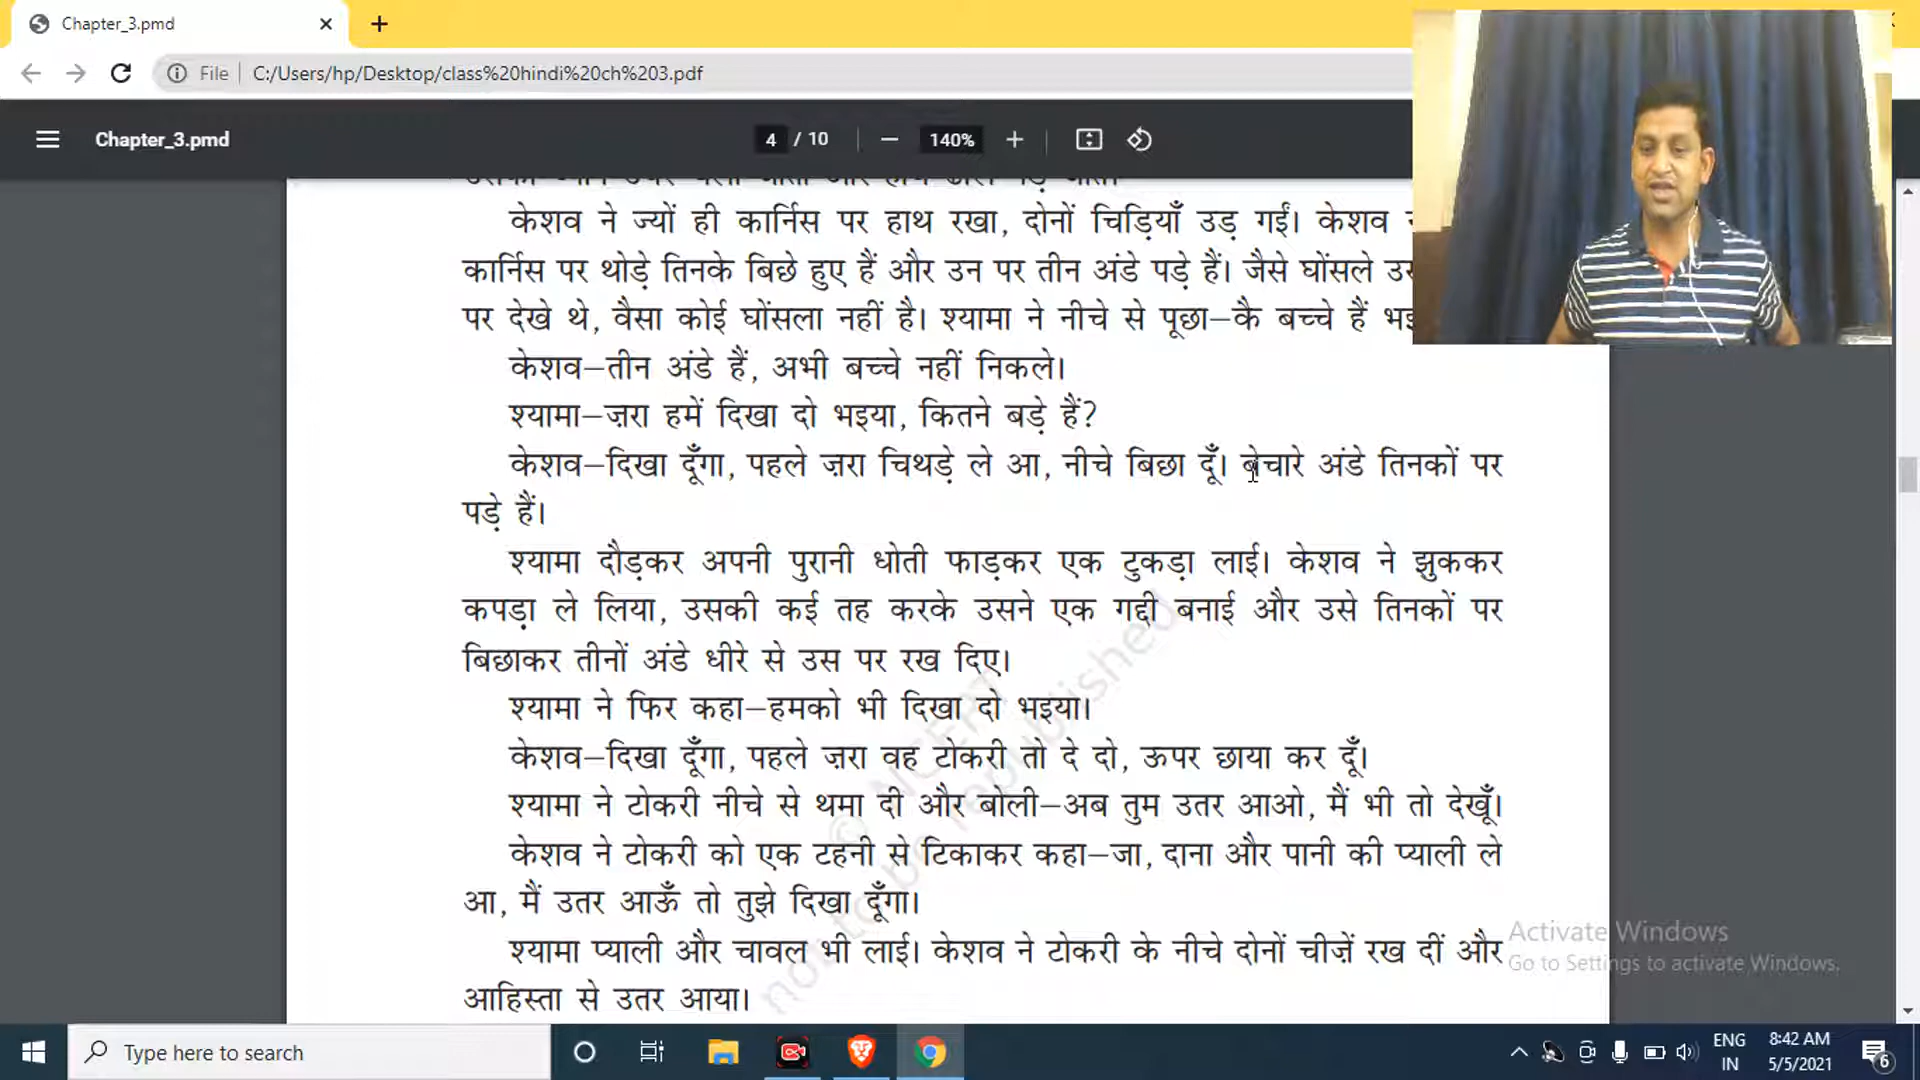 Chapter_3.pmd
File C:/Users/hp/Desktop/class%20hindi%20ch%203.pdf
Chapter_3.pmd 4 / 10 140%
केशव ने ज्यों ही कार्निस पर हाथ रखा, दोनों चिड़ियाँ उड़ गईं। केशव
कार्निस पर थोड़े तिनके बिछे हुए हैं और उन पर तीन अंडे पड़े हैं। जैसे घोंसले
पर देखे थे, वैसा कोई घोंसला नहीं है। श्यामा ने नीचे से पूछा–कै बच्चे हैं
केशव–तीन अंडे हैं, अभी बच्चे नहीं निकले।
श्यामा–ज़रा हमें दिखा दो भइया, कितने बड़े हैं?
केशव–दिखा दूँगा, पहले ज़रा चिथड़े ले आ, नीचे बिछा दूँ। बेचारे अंडे तिनकों पर
पड़े हैं।
श्यामा दौड़कर अपनी पुरानी धोती फाड़कर एक टुकड़ा लाई। केशव ने झुककर
कपड़ा ले लिया, उसकी कई तह करके उसने एक गद्दी बनाई और उसे तिनकों पर
बिछाकर तीनों अंडे धीरे से उस पर रख दिए।
श्यामा ने फिर कहा–हमको भी दिखा दो भइया।
केशव–दिखा दूँगा, पहले ज़रा वह टोकरी तो दे दो, ऊपर छाया कर दूँ।
श्यामा ने टोकरी नीचे से थमा दी और बोली–अब तुम उतर आओ, मैं भी तो देखूँ।
केशव ने टोकरी को एक टहनी से टिकाकर कहा–जा, दाना और पानी की प्याली ले
आ, मैं उतर आऊँ तो तुझे दिखा दूँगा।
श्यामा प्याली और चावल भी लाई। केशव ने टोकरी के नीचे दोनों चीज़ें रख दीं और
आहिस्ता से उतर आया।
© NCERT
not to be republished
Activate Windows
Go to Settings to activate Windows.
Type here to search
ENG
IN
8:42 AM
5/5/2021
6